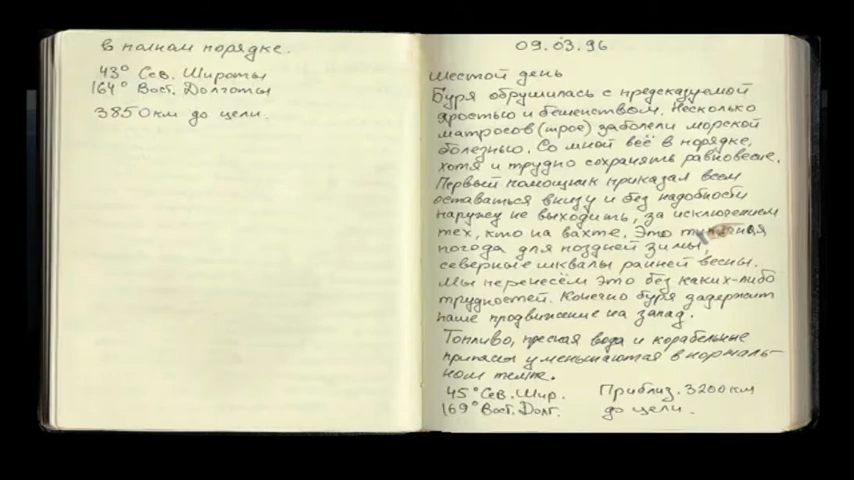 в полном порядке.
43° Сев. Широты
164° Вост. Долготы
3850 км до цели.
09.03.96
Шестой день
Буря обрушилась с предсказуемой
яростью и бешенством. Несколько
матросов (трое) заболели морской
болезнью. Со мной всё в порядке,
хотя и трудно сохранять равновесие.
Первый помощник приказал всем
оставаться внизу и без надобности
наружу не выходить, за исключением
тех, кто на вахте. Это
погода для поздней зимы,
северные шквалы ранней весны.
Мы перенесём это без каких-либо
трудностей. Конечно буря задержит
наше продвижение на запад.
Топливо, пресная вода и корабельные
припасы уменьшаются в нормаль-
ном темпе.
45° Сев. Шир.
169° Вост. Долг.
Приблиз. 3200 км
до цели.